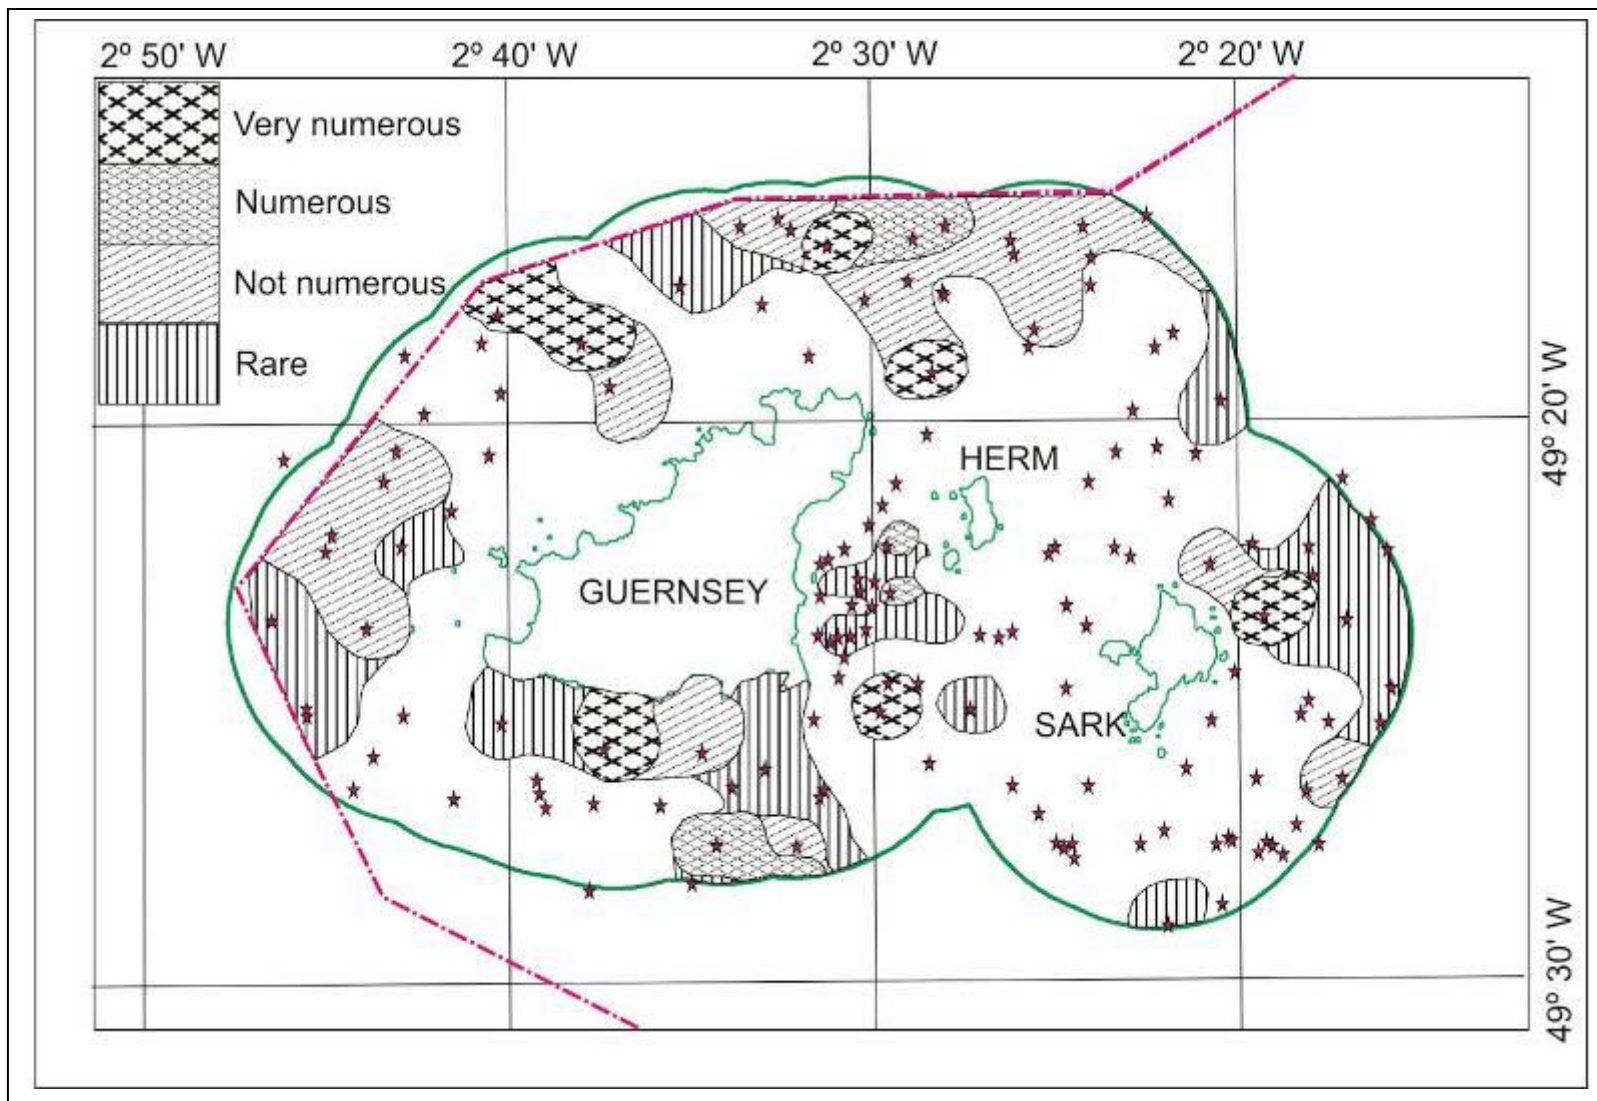 2º 50' W 2º 40' W 2º 30' W 2º 20' W
Very numerous
Numerous
Not numerous
Rare
49º 20' W
HERM
GUERNSEY
SARK
49º 30' W